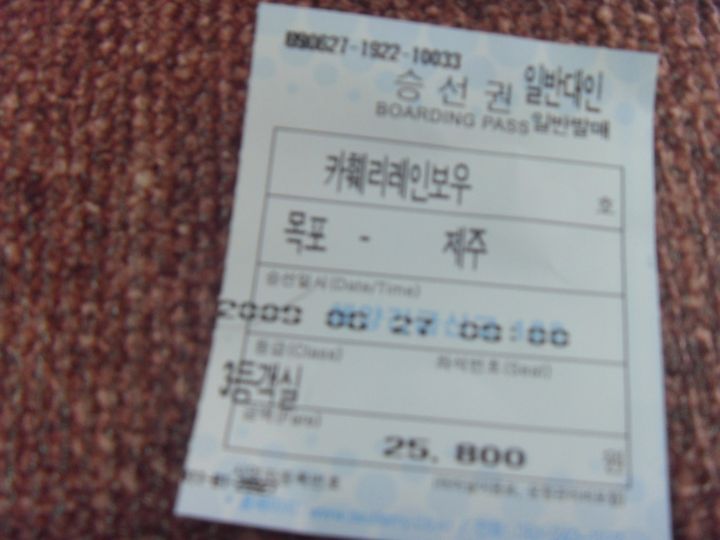 090627-1922-10033
승선권 일반대인
BOARDING PASS 일반발매
카훼리레인보우 호
목포 - 제주
승선일시(Date/Time)
2009 06 27
등급(Class) 좌석번호(Seat)
3등객실
금액(Fare)
25,800 원